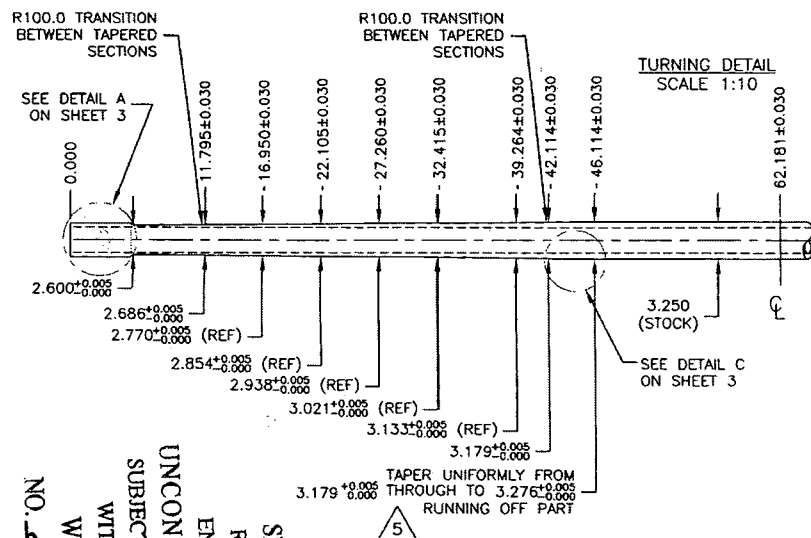 R100.0 TRANSITION
BETWEEN TAPERED
SECTIONS
R100.0 TRANSITION
BETWEEN TAPERED
SECTIONS
TURNING DETAIL
SCALE 1:10
SEE DETAIL A
ON SHEET 3
0.000
11.795±0.030
16.950±0.030
22.105±0.030
27.260±0.030
32.415±0.030
39.264±0.030
42.114±0.030
46.114±0.030
62.181±0.030
2.600+0.005 -0.000
2.686+0.005 -0.000
2.770+0.005 -0.000 (REF)
2.854+0.005 -0.000 (REF)
2.938+0.005 -0.000 (REF)
3.021+0.005 -0.000 (REF)
3.133+0.005 -0.000 (REF)
3.179+0.005 -0.000
3.250
(STOCK)
℄
SEE DETAIL C
ON SHEET 3
TAPER UNIFORMLY FROM
3.179 +0.005 -0.000 THROUGH TO 3.276+0.005 -0.000
RUNNING OFF PART
5
UNCON
SUBJECT
WIT
W
NO.
S
R
EN